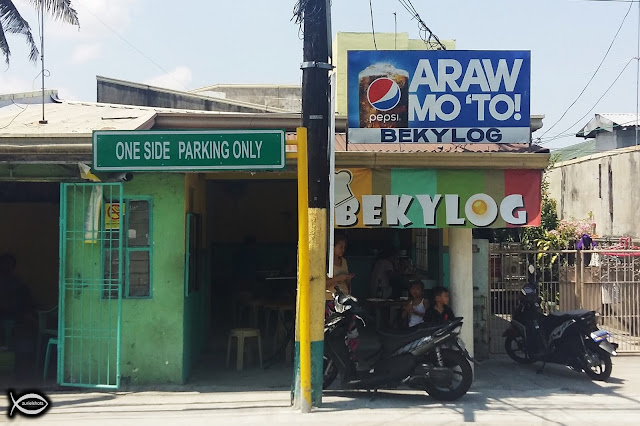 ARAW
MO 'TO!
pepsi
BEKYLOG
ONE SIDE PARKING ONLY
BEKYLOG